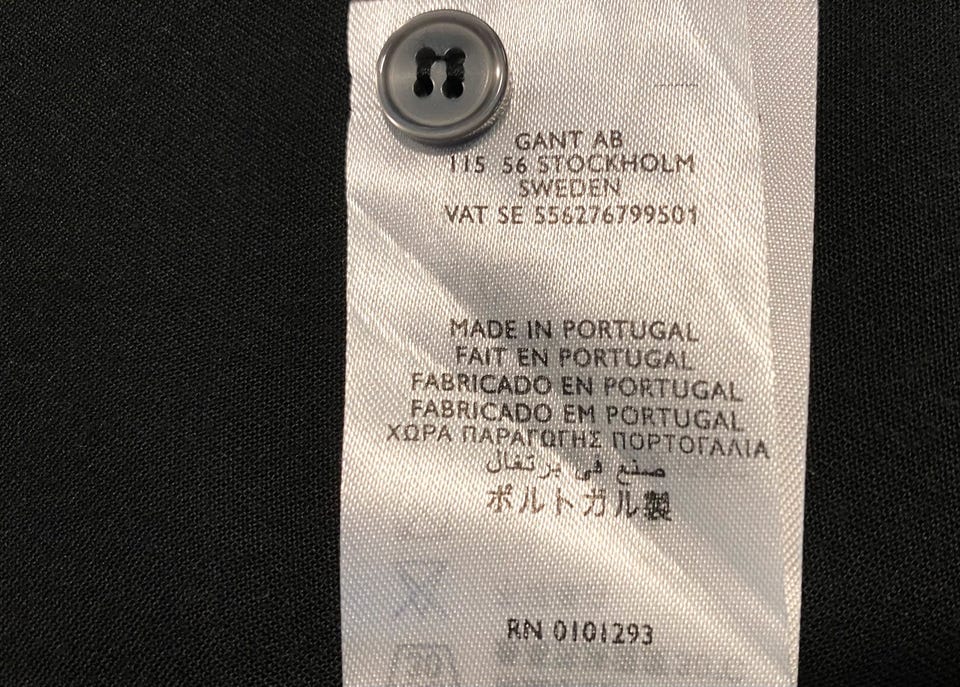 GANT AB
115 56 STOCKHOLM
SWEDEN
VAT SE 556276799501
MADE IN PORTUGAL
FAIT EN PORTUGAL
FABRICADO EN PORTUGAL
FABRICADO EM PORTUGAL
ΧΩΡΑ ΠΑΡΑΓΩΓΗΣ ΠΟΡΤΟΓΑΛΙΑ
صنع في برتغال
ポルトガル製
RN 0101293